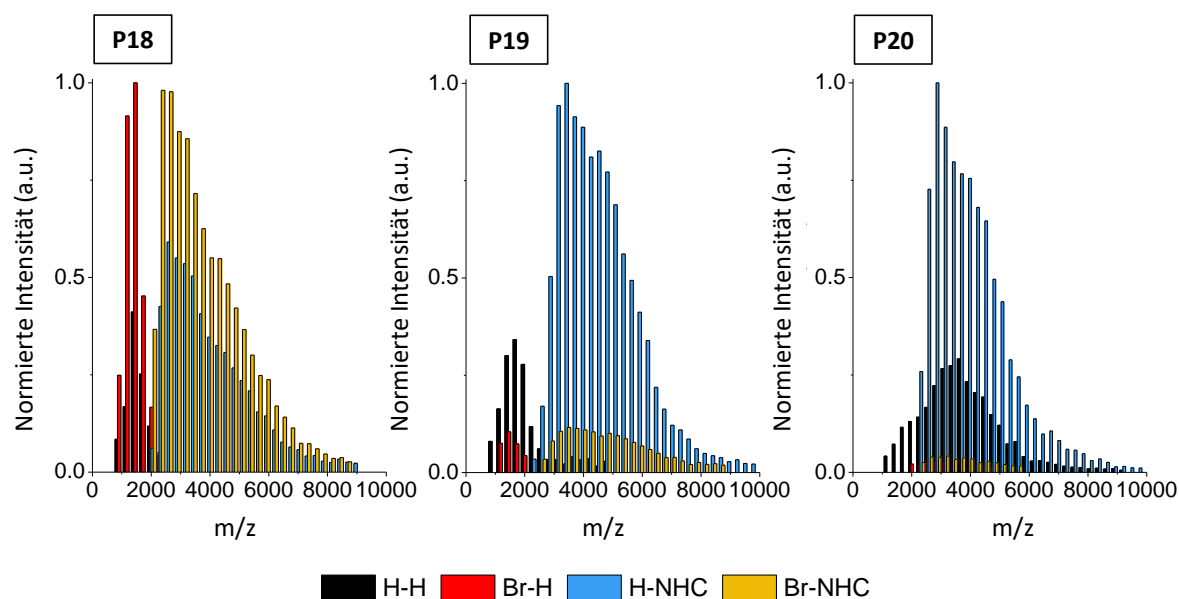 P18
P19
P20
Normierte Intensität (a.u.)
1.0
0.5
0.0
0 2000 4000 6000 8000 10000
m/z
Normierte Intensität (a.u.)
1.0
0.5
0.0
0 2000 4000 6000 8000 10000
m/z
Normierte Intensität (a.u.)
1.0
0.5
0.0
0 2000 4000 6000 8000 10000
m/z
H-H Br-H H-NHC Br-NHC